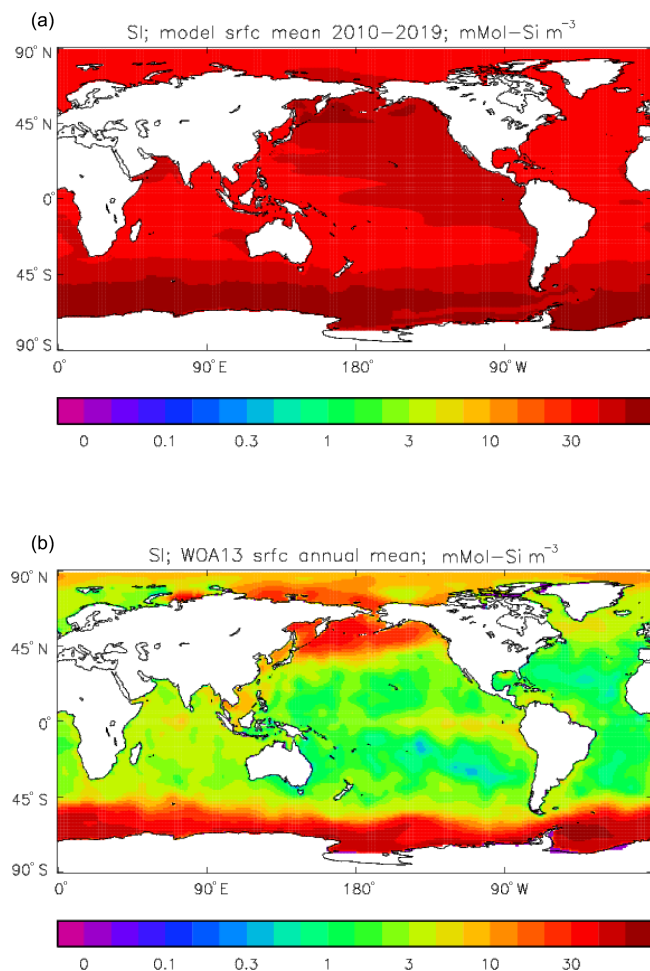 (a)
SI; model srfc mean 2010−2019; mMol−Si m⁻³
90° N
45° N
0°
45° S
90° S
0° 90° E 180° 90° W
0 0.1 0.3 1 3 10 30
(b)
SI; WOA13 srfc annual mean; mMol−Si m⁻³
90° N
45° N
0°
45° S
90° S
0° 90° E 180° 90° W
0 0.1 0.3 1 3 10 30